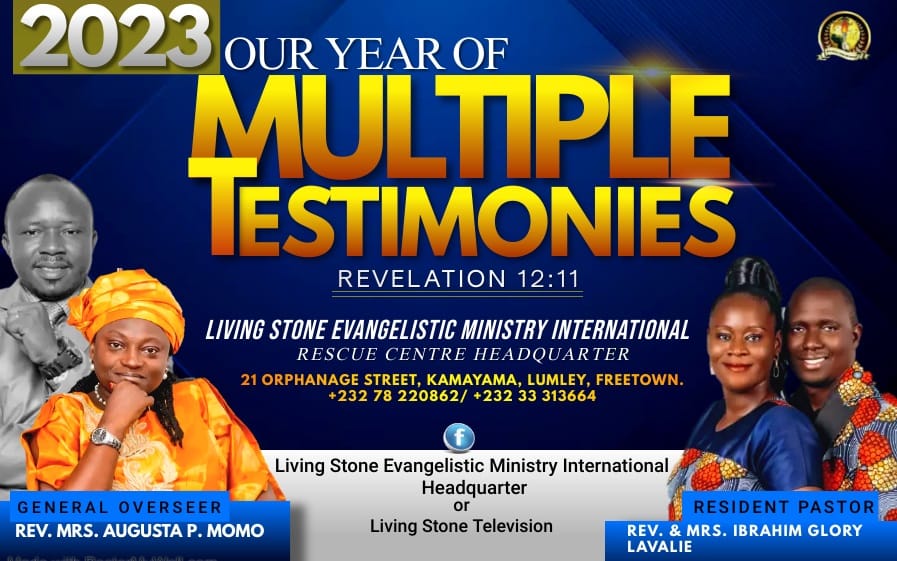 2023 OUR YEAR OF
MULTIPLE
TESTIMONIES
REVELATION 12:11
LIVING STONE EVANGELISTIC MINISTRY INTERNATIONAL
RESCUE CENTRE HEADQUARTER
21 ORPHANAGE STREET, KAMAYAMA, LUMLEY, FREETOWN.
+232 78 220862/ +232 33 313664
f
Living Stone Evangelistic Ministry International
Headquarter
or
Living Stone Television
GENERAL OVERSEER
REV. MRS. AUGUSTA P. MOMO
RESIDENT PASTOR
REV. & MRS. IBRAHIM GLORY
LAVALIE